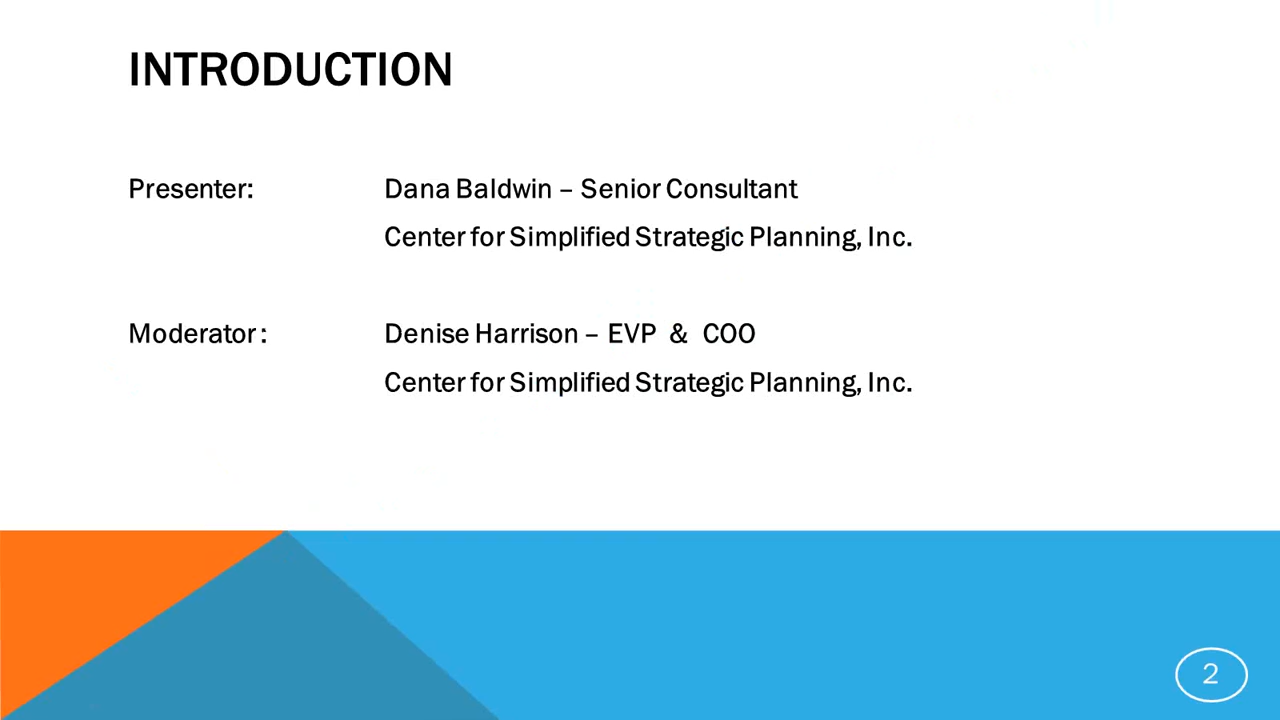 INTRODUCTION
Presenter: Dana Baldwin – Senior Consultant
Center for Simplified Strategic Planning, Inc.
Moderator : Denise Harrison – EVP & COO
Center for Simplified Strategic Planning, Inc.
2